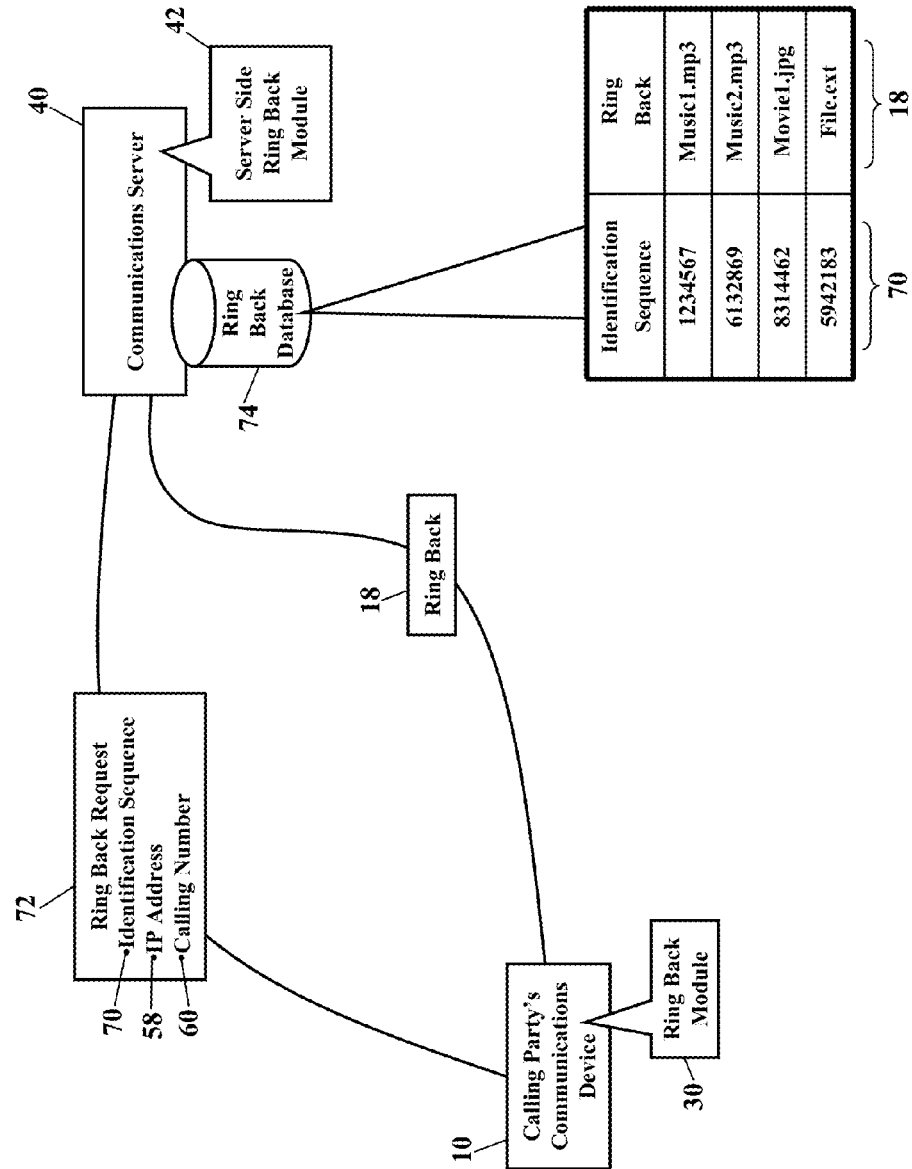 72
Ring Back Request
70
•Identification Sequence
58
•IP Address
60
•Calling Number
40
Communications Server
42
Server Side
Ring Back
Module
Ring
Back
Database
74
18
Ring Back
10
Calling Party's
Communications
Device
30
Ring Back
Module
Identification
Sequence
Ring
Back
1234567
Music1.mp3
6132869
Music2.mp3
8314462
Movie1.jpg
5942183
File.ext
70
18